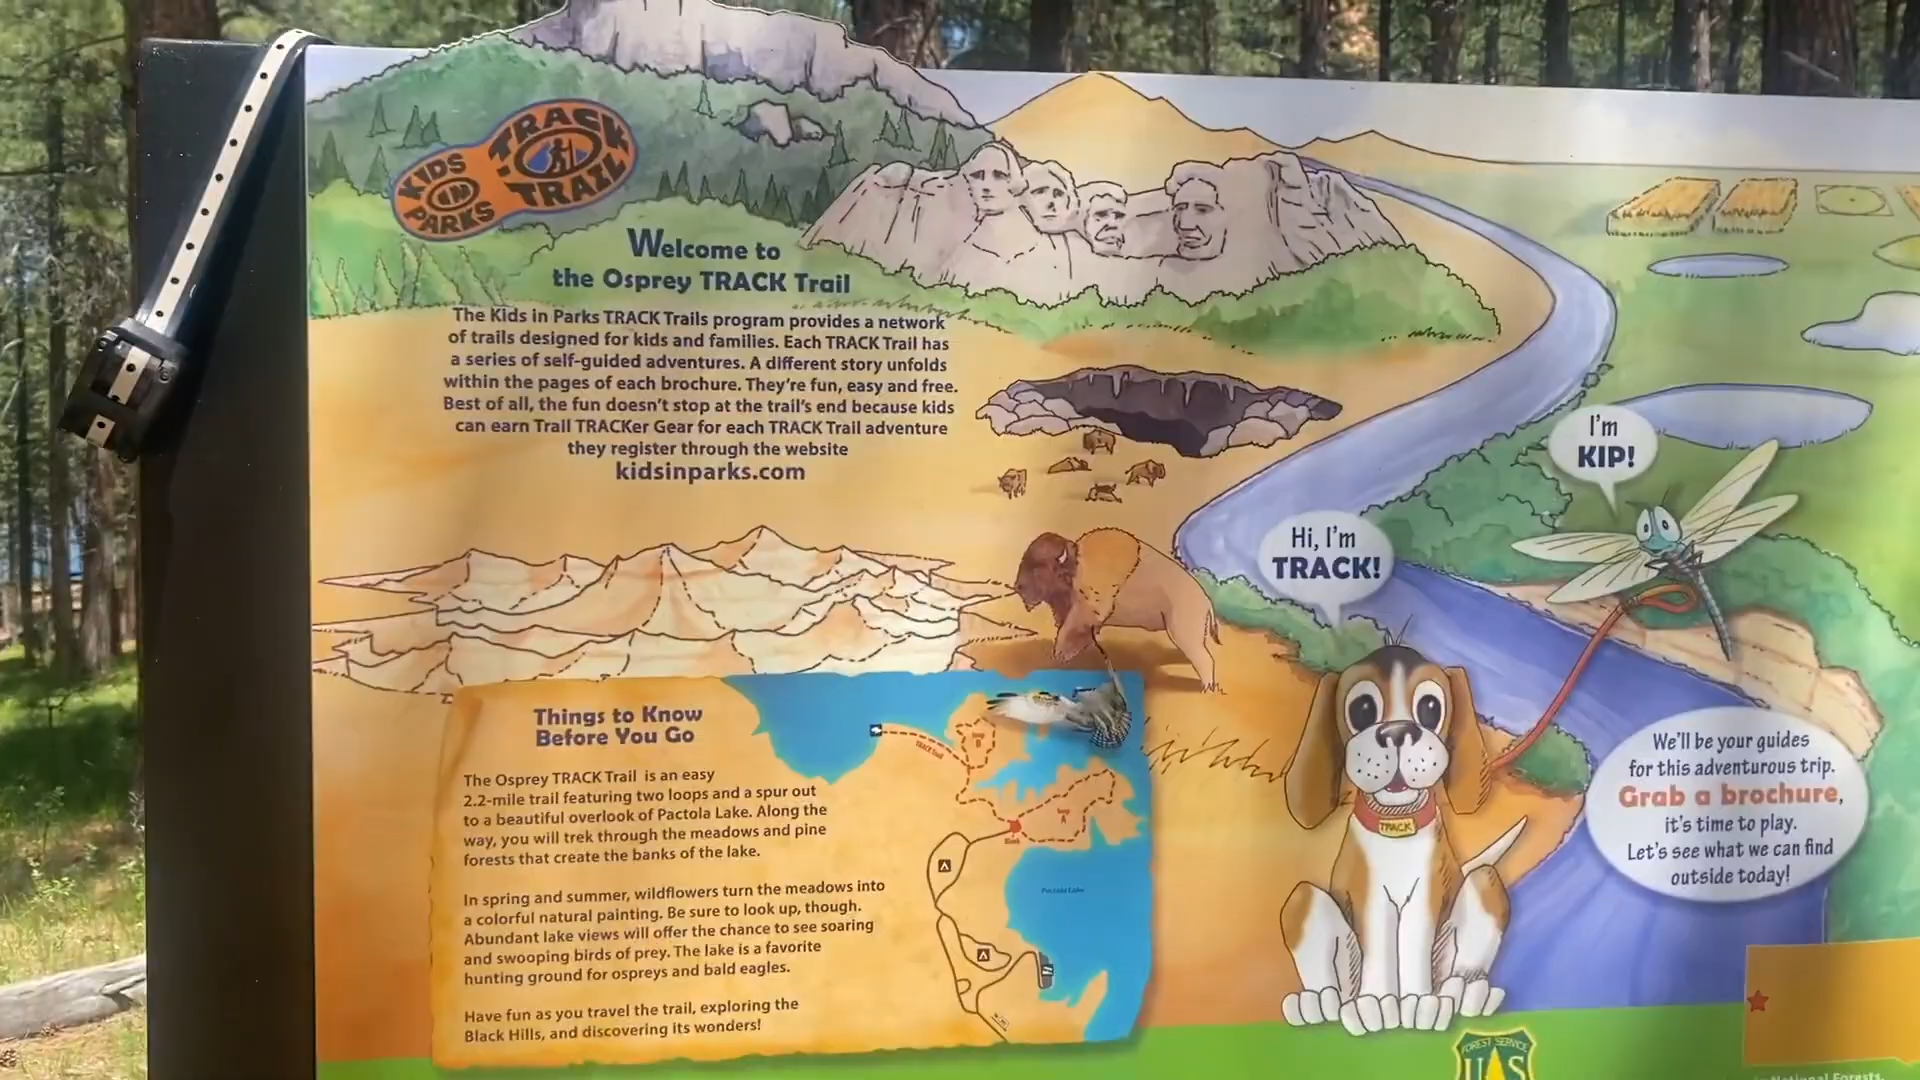 KIDS
IN
PARKS
TRACK
TRAIL
Welcome to
the Osprey TRACK Trail
The Kids in Parks TRACK Trails program provides a network
of trails designed for kids and families. Each TRACK Trail has
a series of self-guided adventures. A different story unfolds
within the pages of each brochure. They're fun, easy and free.
Best of all, the fun doesn't stop at the trail's end because kids
can earn Trail TRACKer Gear for each TRACK Trail adventure
they register through the website
kidsinparks.com
I'm
KIP!
Hi, I'm
TRACK!
TRACK
We'll be your guides
for this adventurous trip.
Grab a brochure,
it's time to play.
Let's see what we can find
outside today!
Things to Know
Before You Go
The Osprey TRACK Trail is an easy
2.2-mile trail featuring two loops and a spur out
to a beautiful overlook of Pactola Lake. Along the
way, you will trek through the meadows and pine
forests that create the banks of the lake.
In spring and summer, wildflowers turn the meadows into
a colorful natural painting. Be sure to look up, though.
Abundant lake views will offer the chance to see soaring
and swooping birds of prey. The lake is a favorite
hunting ground for ospreys and bald eagles.
Have fun as you travel the trail, exploring the
Black Hills, and discovering its wonders!
TRACK Trail
Loop
B
Loop
A
Kiosk
Pactola Lake
FOREST SERVICE
U S
National Forests,